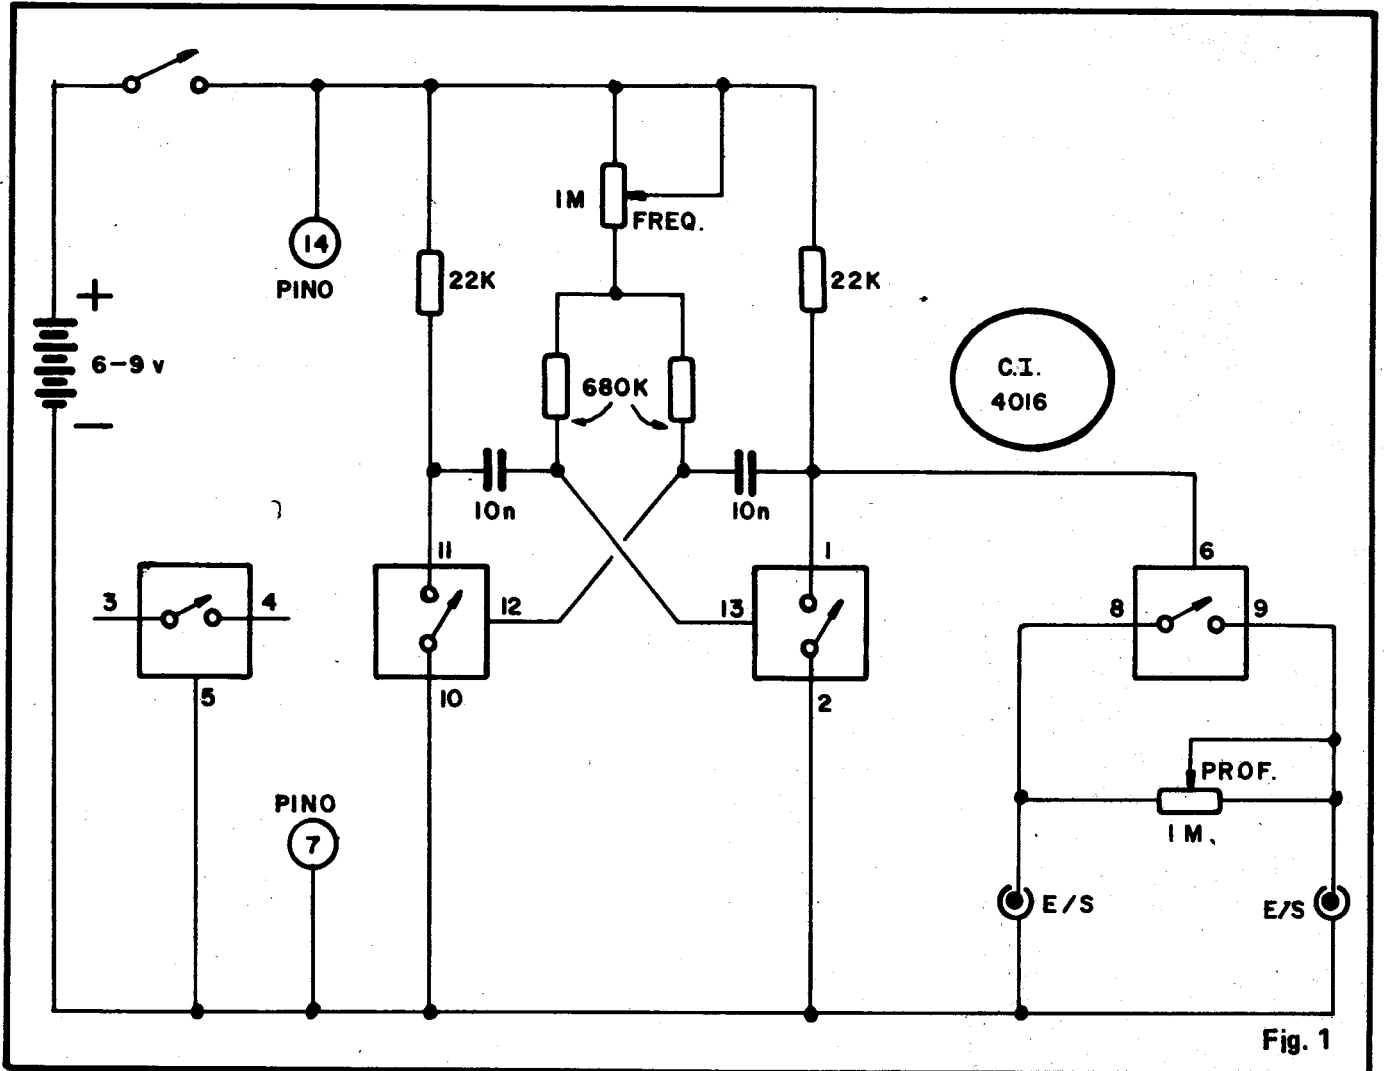 1M
FREQ.
14
PINO
22K
22K
+
6-9 v
—
680K
C.I.
4016
10n
10n
11
1
6
3
4
12
13
8
9
5
10
2
PINO
7
PROF.
1M.
E/S
E/S
Fig. 1